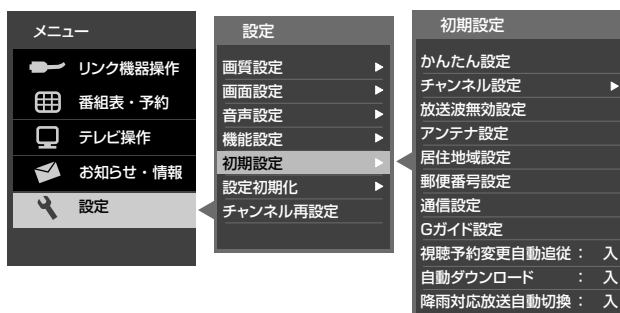 メニュー
リンク機器操作
番組表・予約
テレビ操作
お知らせ・情報
設定
設定
画質設定
画面設定
音声設定
機能設定
初期設定
設定初期化
チャンネル再設定
初期設定
かんたん設定
チャンネル設定
放送波無効設定
アンテナ設定
居住地域設定
郵便番号設定
通信設定
Gガイド設定
視聴予約変更自動追従： 入
自動ダウンロード ： 入
降雨対応放送自動切換： 入